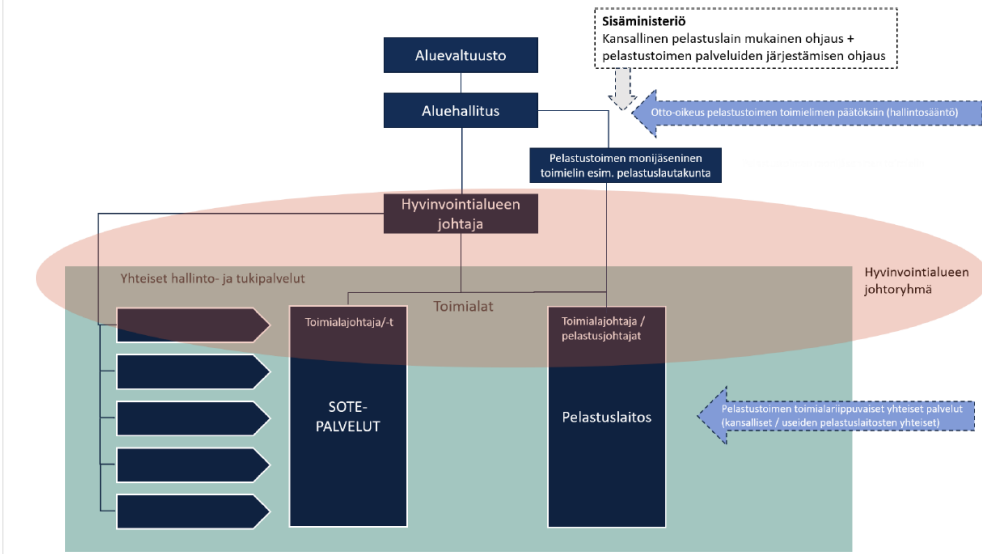 Sisäministeriö
Kansallinen pelastuslain mukainen ohjaus +
pelastustoimen palveluiden järjestämisen ohjaus
Aluevaltuusto
Aluehallitus
Otto-oikeus pelastustoimen toimielimen päätöksiin (hallintosääntö)
Pelastustoimen monijäseninen
toimielin esim. pelastuslautakunta
Hyvinvointialueen
johtaja
Yhteiset hallinto- ja tukipalvelut
Hyvinvointialueen
johtoryhmä
Toimialat
Toimialajohtaja/-t
Toimialajohtaja /
pelastusjohtajat
SOTE-
PALVELUT
Pelastuslaitos
Pelastustoimen toimialariippuvaiset yhteiset palvelut
(kansalliset / useiden pelastuslaitosten yhteiset)